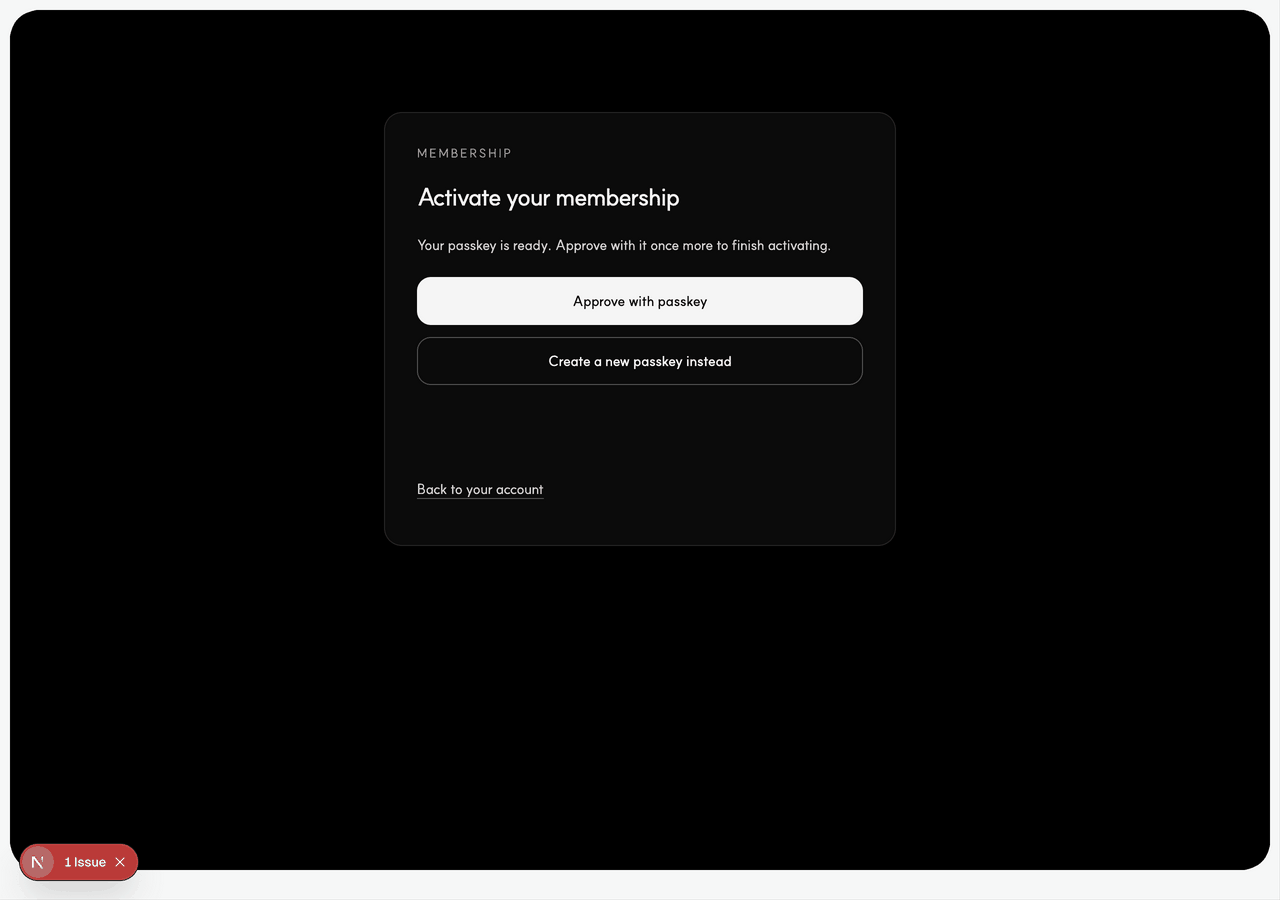 MEMBERSHIP
Activate your membership
Your passkey is ready. Approve with it once more to finish activating.
Approve with passkey
Create a new passkey instead
Back to your account
N 1 Issue